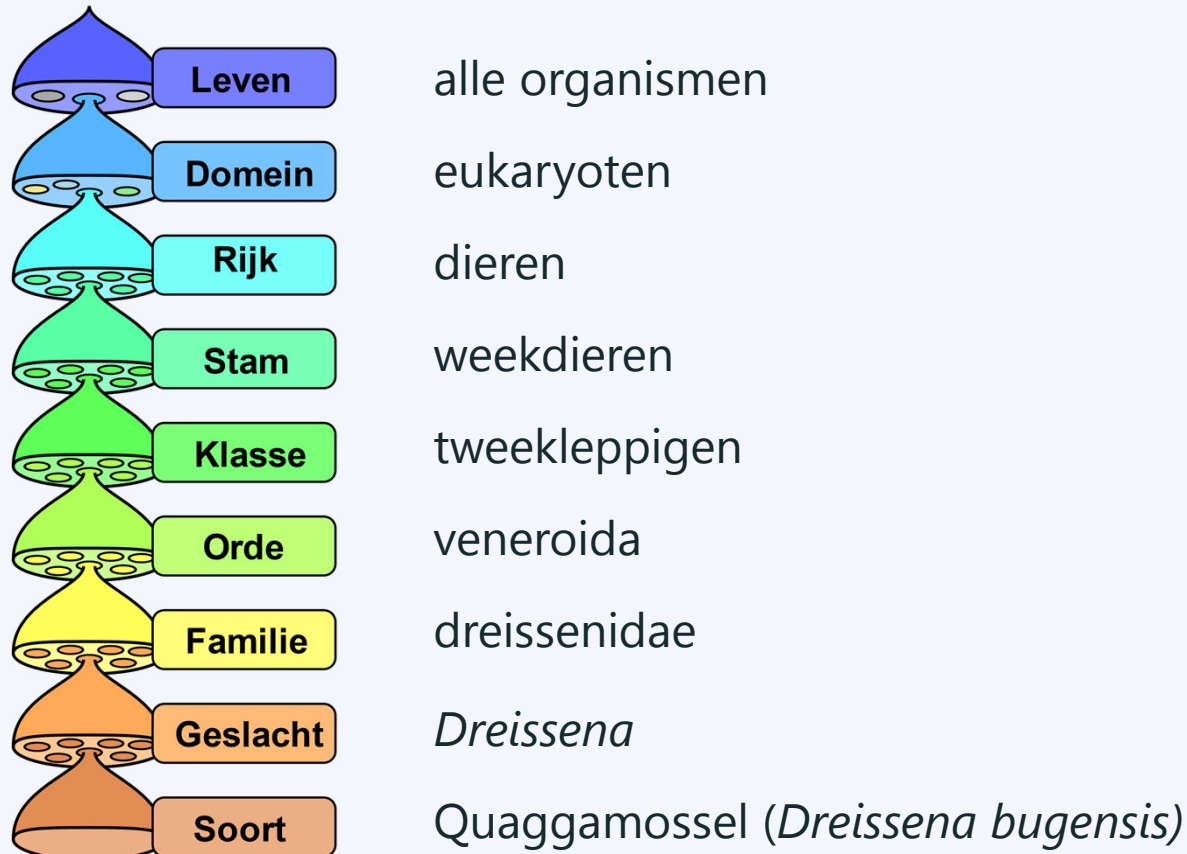 Leven alle organismen
Domein eukaryoten
Rijk dieren
Stam weekdieren
Klasse tweekleppigen
Orde veneroida
Familie dreissenidae
Geslacht Dreissena
Soort Quaggamossel (Dreissena bugensis)